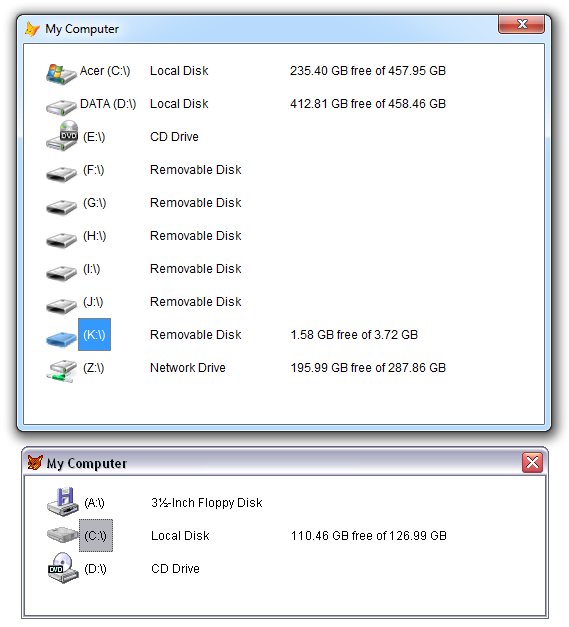 My Computer
Acer (C:\) Local Disk 235.40 GB free of 457.95 GB
DATA (D:\) Local Disk 412.81 GB free of 458.46 GB
DVD (E:\) CD Drive
(F:\) Removable Disk
(G:\) Removable Disk
(H:\) Removable Disk
(I:\) Removable Disk
(J:\) Removable Disk
(K:\) Removable Disk 1.58 GB free of 3.72 GB
(Z:\) Network Drive 195.99 GB free of 287.86 GB
My Computer
(A:\) 3½-Inch Floppy Disk
(C:\) Local Disk 110.46 GB free of 126.99 GB
DVD (D:\) CD Drive